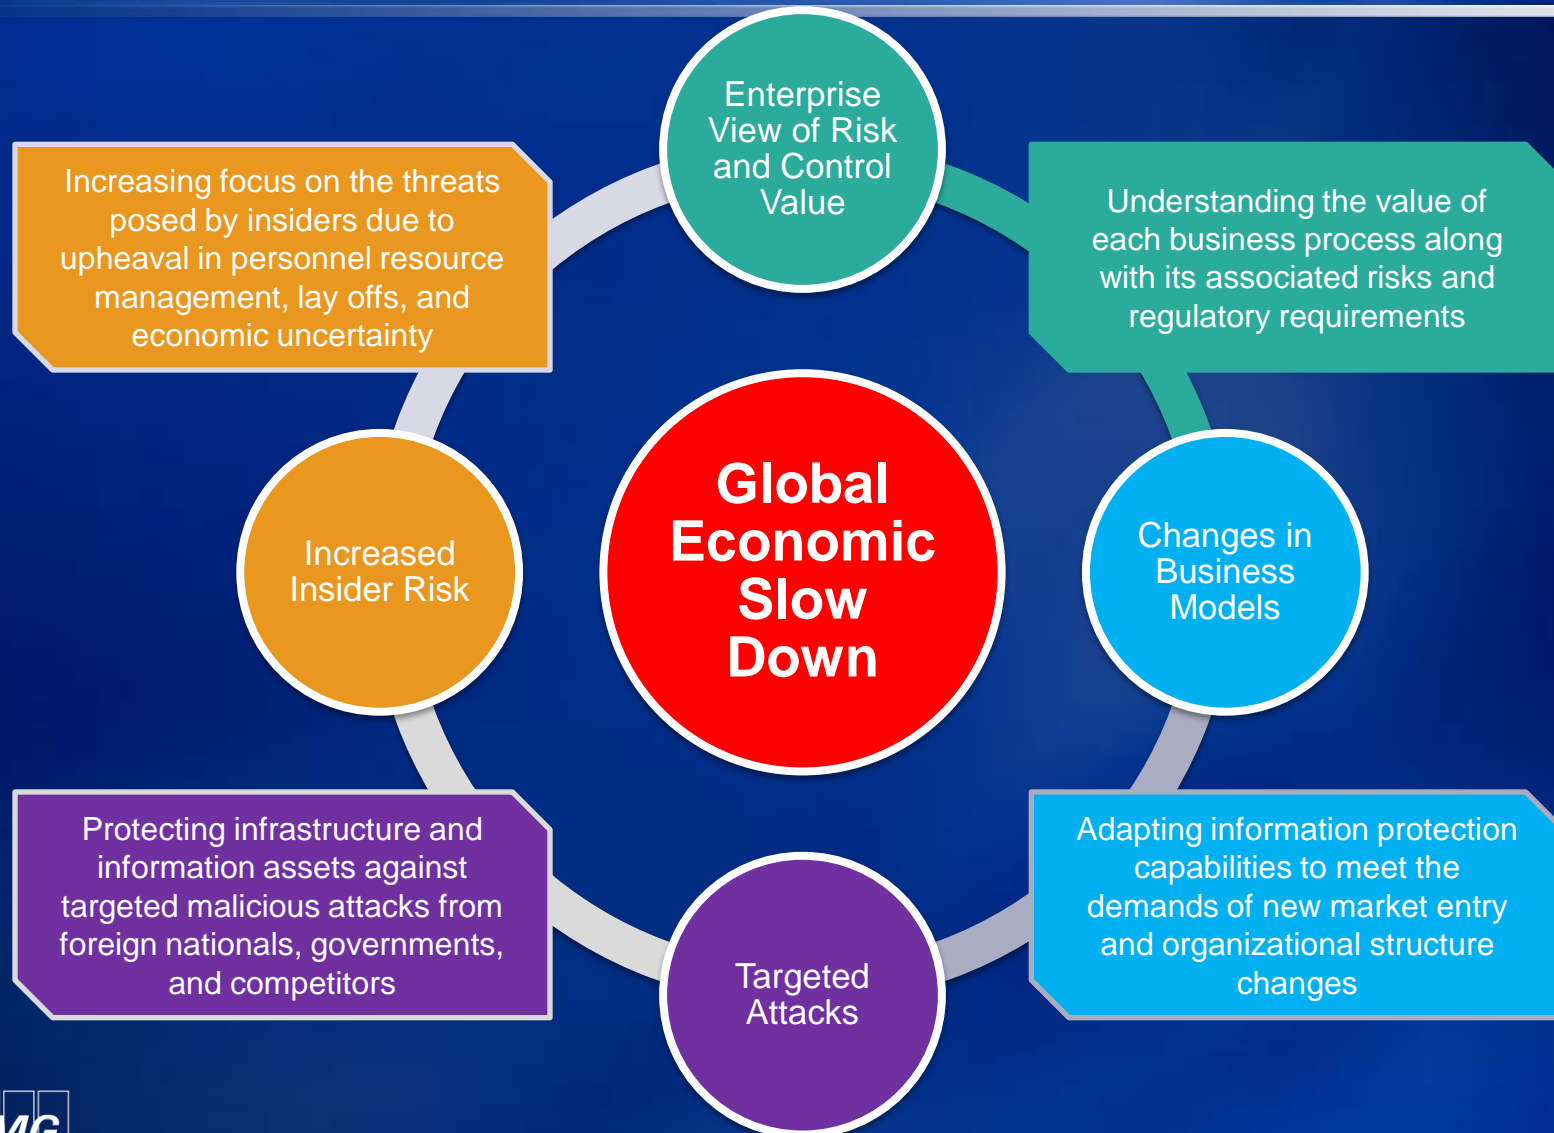 Enterprise
View of Risk
and Control
Value
Increasing focus on the threats
posed by insiders due to
upheaval in personnel resource
management, lay offs, and
economic uncertainty
Understanding the value of
each business process along
with its associated risks and
regulatory requirements
Global
Economic
Slow
Down
Increased
Insider Risk
Changes in
Business
Models
Protecting infrastructure and
information assets against
targeted malicious attacks from
foreign nationals, governments,
and competitors
Adapting information protection
capabilities to meet the
demands of new market entry
and organizational structure
changes
Targeted
Attacks